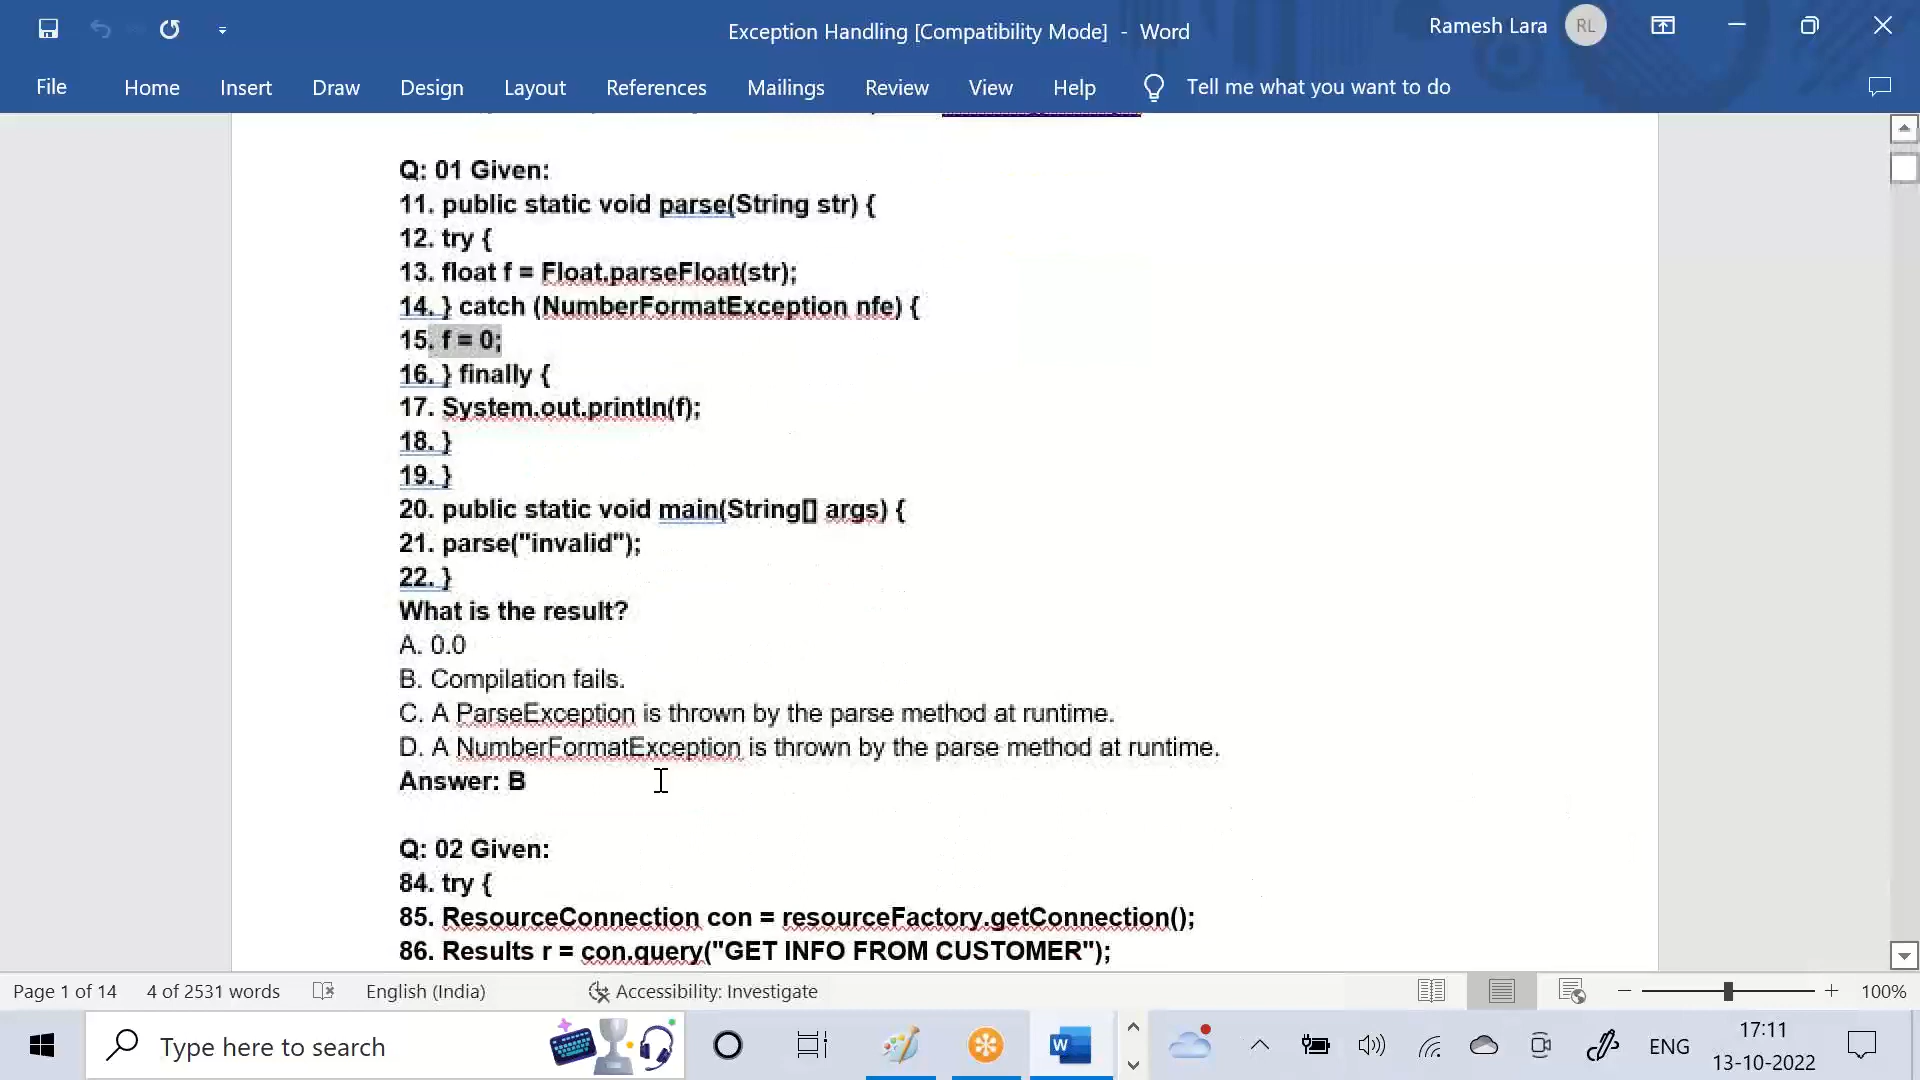 Exception Handling [Compatibility Mode] - Word
Ramesh Lara
RL
File
Home
Insert
Draw
Design
Layout
References
Mailings
Review
View
Help
Tell me what you want to do
Q: 01 Given:
11. public static void parse(String str) {
12. try {
13. float f = Float.parseFloat(str);
14. } catch (NumberFormatException nfe) {
15. f = 0;
16. } finally {
17. System.out.println(f);
18. }
19. }
20. public static void main(String[] args) {
21. parse("invalid");
22. }
What is the result?
A. 0.0
B. Compilation fails.
C. A ParseException is thrown by the parse method at runtime.
D. A NumberFormatException is thrown by the parse method at runtime.
Answer: B
Q: 02 Given:
84. try {
85. ResourceConnection con = resourceFactory.getConnection();
86. Results r = con.query("GET INFO FROM CUSTOMER");
Page 1 of 14
4 of 2531 words
English (India)
Accessibility: Investigate
100%
Type here to search
W
ENG
17:11
13-10-2022